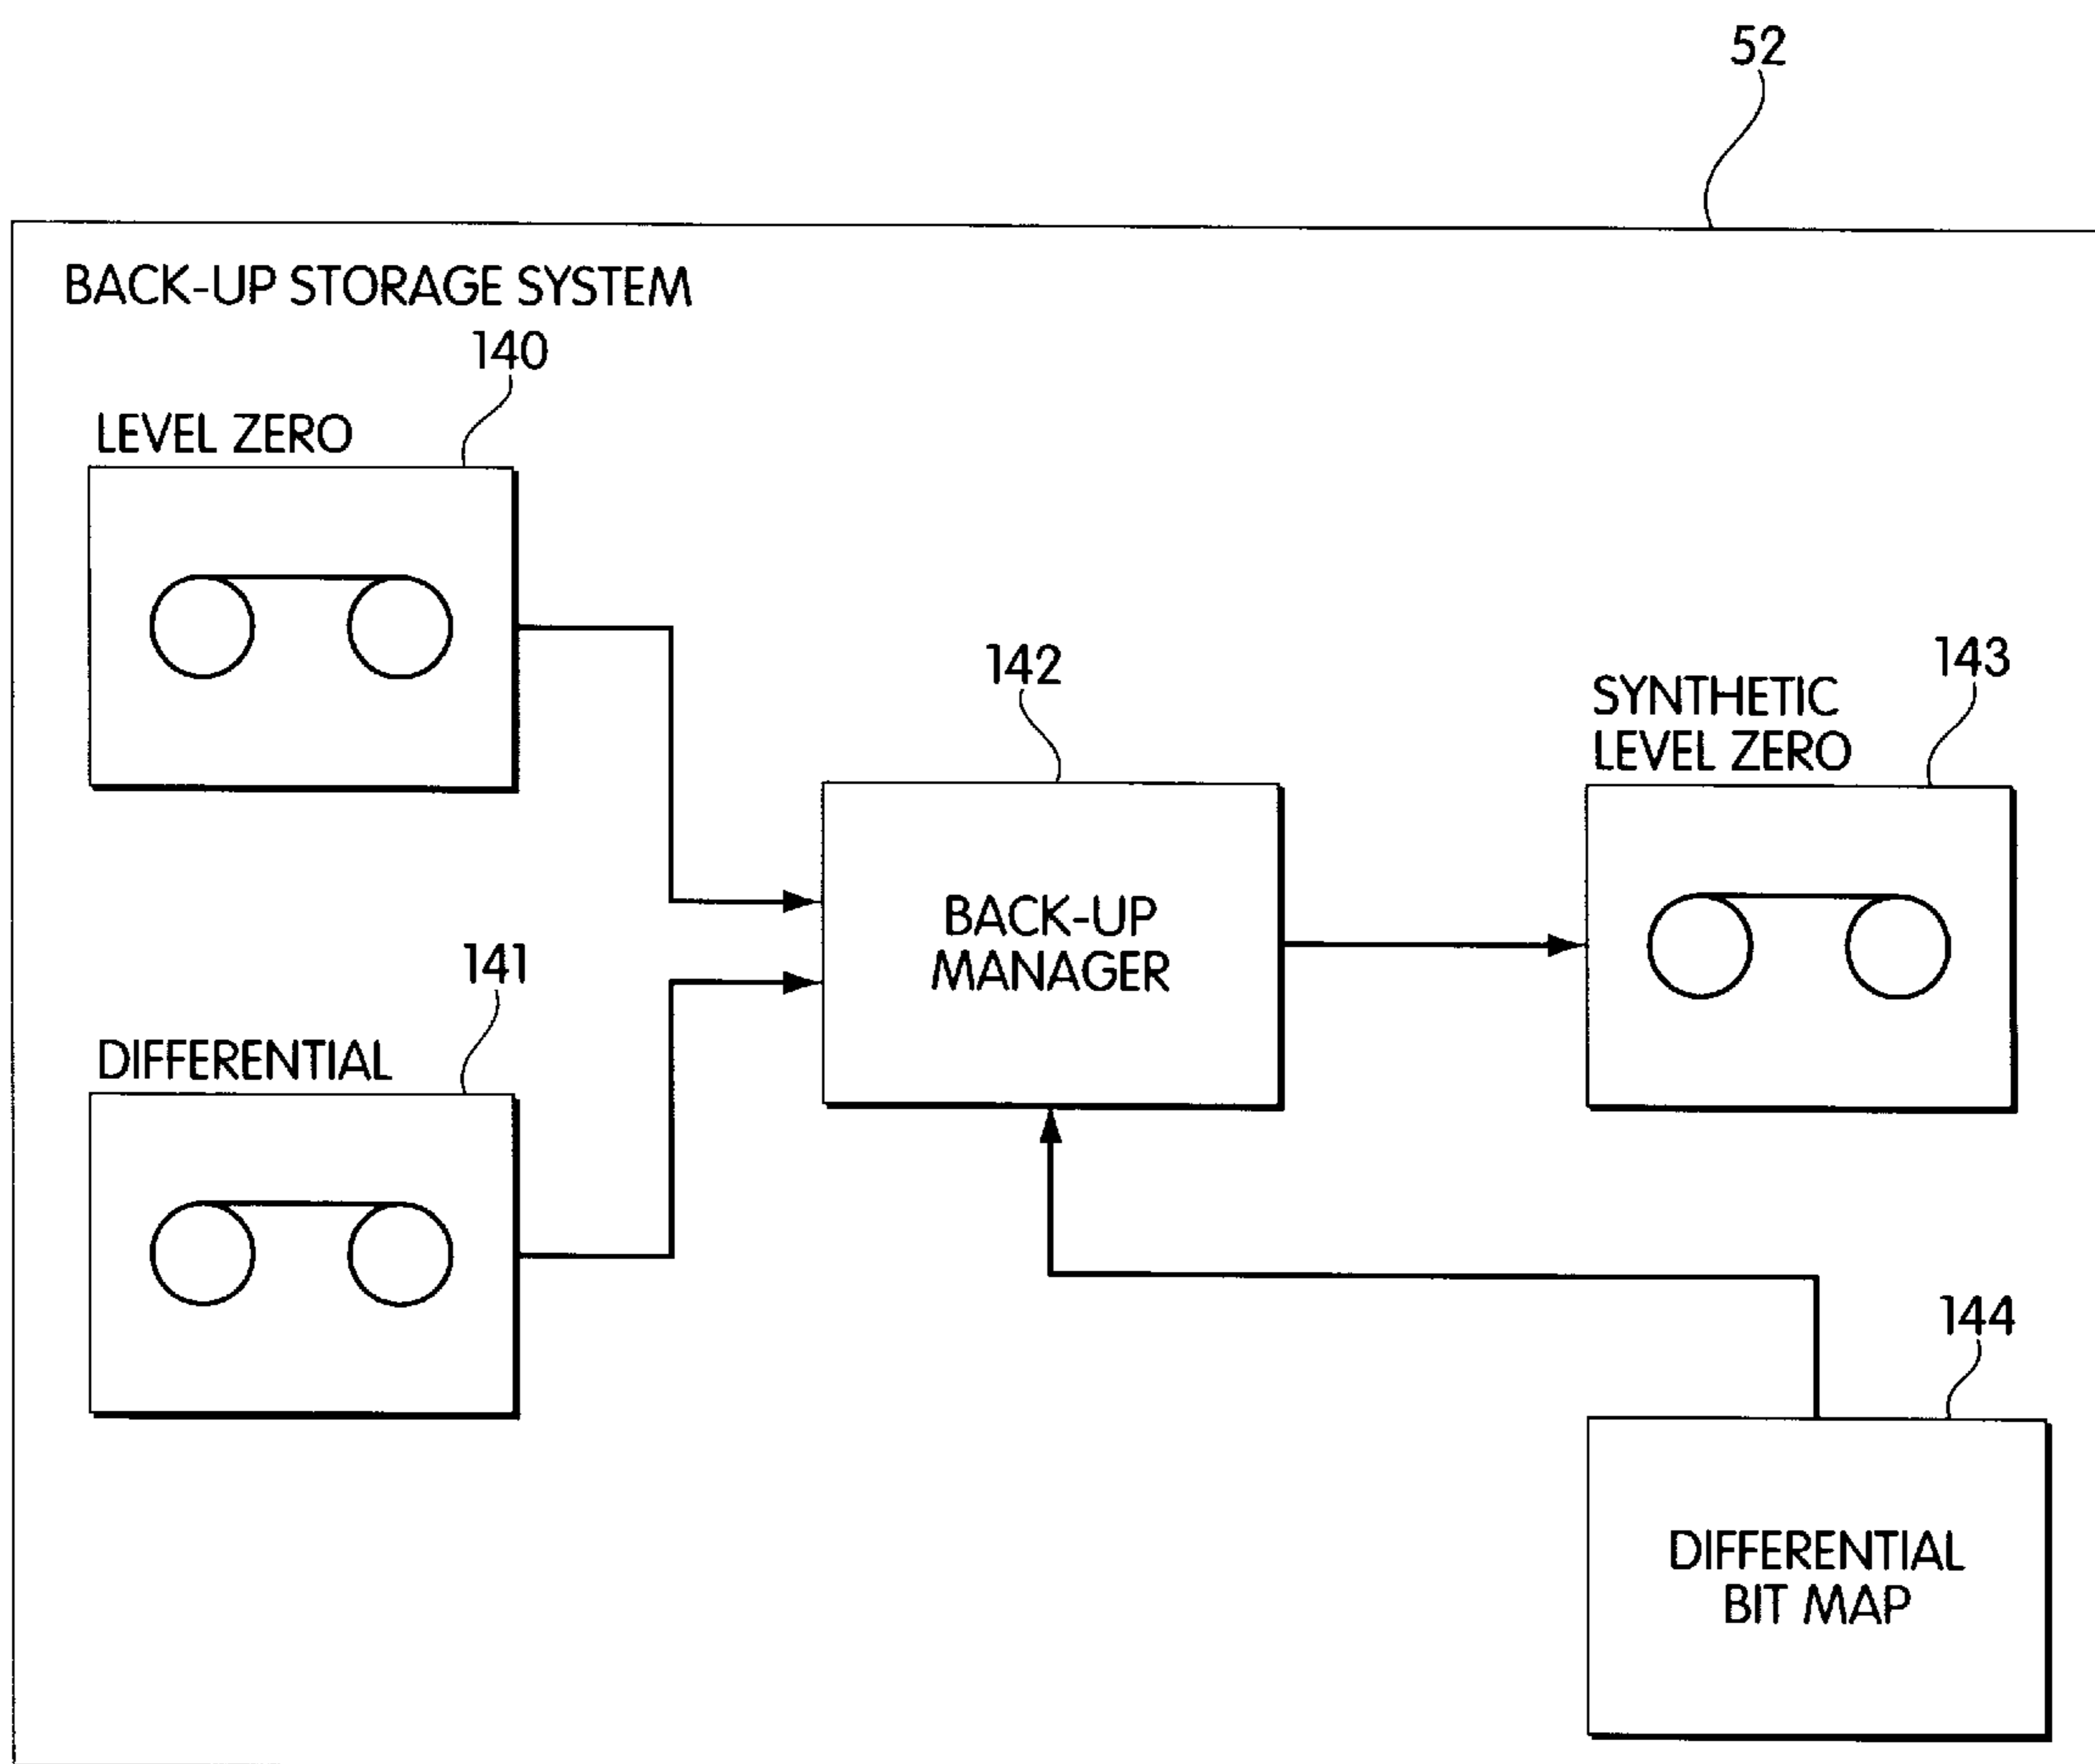 52
BACK-UP STORAGE SYSTEM
140
LEVEL ZERO
142
143
SYNTHETIC
LEVEL ZERO
BACK-UP
MANAGER
141
DIFFERENTIAL
144
DIFFERENTIAL
BIT MAP